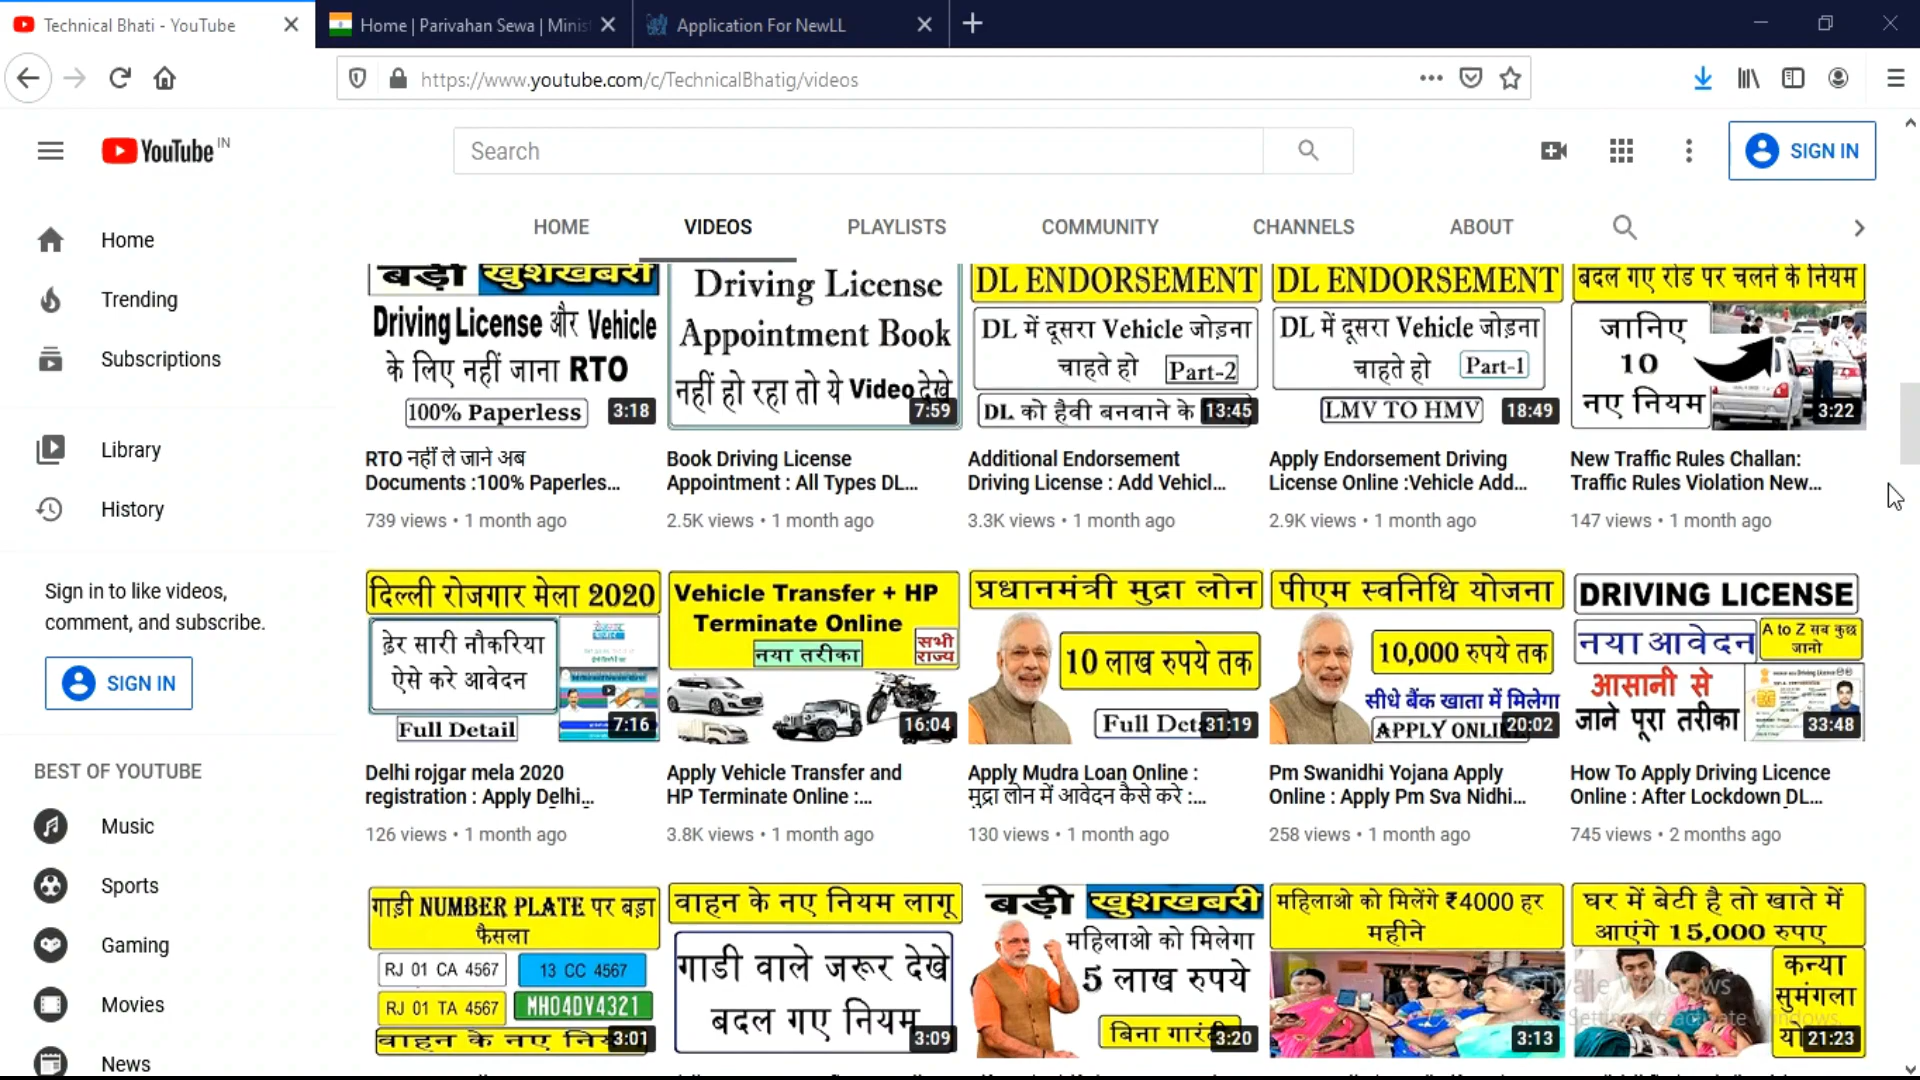 Technical Bhati - YouTube
Home | Parivahan Sewa | Minis
Application For NewLL
https://www.youtube.com/c/TechnicalBhatig/videos
YouTube IN
Search
SIGN IN
HOME
VIDEOS
PLAYLISTS
COMMUNITY
CHANNELS
ABOUT
Home
Trending
Subscriptions
Library
History
Sign in to like videos,
comment, and subscribe.
SIGN IN
BEST OF YOUTUBE
Music
Sports
Gaming
Movies
News
बड़ी खुशखबरी
Driving License और Vehicle
के लिए नहीं जाना RTO
100% Paperless
3:18
RTO नहीं ले जाने अब
Documents :100% Paperles...
739 views • 1 month ago
Driving License
Appointment Book
नहीं हो रहा तो ये Video देखे
7:59
Book Driving License
Appointment : All Types DL...
2.5K views • 1 month ago
DL ENDORSEMENT
DL में दूसरा Vehicle जोड़ना
चाहते हो Part-2
DL को हैवी बनवाने के
13:45
Additional Endorsement
Driving License : Add Vehicl...
3.3K views • 1 month ago
DL ENDORSEMENT
DL में दूसरा Vehicle जोड़ना
चाहते हो Part-1
LMV TO HMV
18:49
Apply Endorsement Driving
License Online :Vehicle Add...
2.9K views • 1 month ago
बदल गए रोड पर चलने के नियम
जानिए
10
नए नियम
3:22
New Traffic Rules Challan:
Traffic Rules Violation New...
147 views • 1 month ago
दिल्ली रोजगार मेला 2020
ढ़ेर सारी नौकरिया
ऐसे करे आवेदन
Full Detail
7:16
Delhi rojgar mela 2020
registration : Apply Delhi...
126 views • 1 month ago
Vehicle Transfer + HP
Terminate Online
नया तरीका
सभी
राज्य
16:04
Apply Vehicle Transfer and
HP Terminate Online :...
3.8K views • 1 month ago
प्रधानमंत्री मुद्रा लोन
10 लाख रुपये तक
Full Deta
31:19
Apply Mudra Loan Online :
मुद्रा लोन में आवेदन कैसे करे :...
130 views • 1 month ago
पीएम स्वनिधि योजना
10,000 रुपये तक
सीधे बैंक खाता में मिलेगा
APPLY ONLI
20:02
Pm Swanidhi Yojana Apply
Online : Apply Pm Sva Nidhi...
258 views • 1 month ago
DRIVING LICENSE
नया आवेदन
A to Z सब कुछ
जानो
आसानी से
जाने पूरा तरीका
33:48
How To Apply Driving Licence
Online : After Lockdown DL...
745 views • 2 months ago
गाड़ी NUMBER PLATE पर बड़ा
फैसला
RJ 01 CA 4567
13 CC 4567
RJ 01 TA 4567
MH04DV4321
वाहन के नए निय
3:01
वाहन के नए नियम लागू
गाडी वाले जरूर देखे
बदल गए नियम
3:09
बड़ी खुशखबरी
महिलाओ को मिलेगा
5 लाख रुपये
बिना गारं
3:20
महिलाओ को मिलेंगे ₹4000 हर
महीने
3:13
घर में बेटी है तो खाते में
आएंगे 15,000 रुपए
कन्या
सुमंगला
यो
21:23
Activate Windows
Go to Settings to activate Windows.